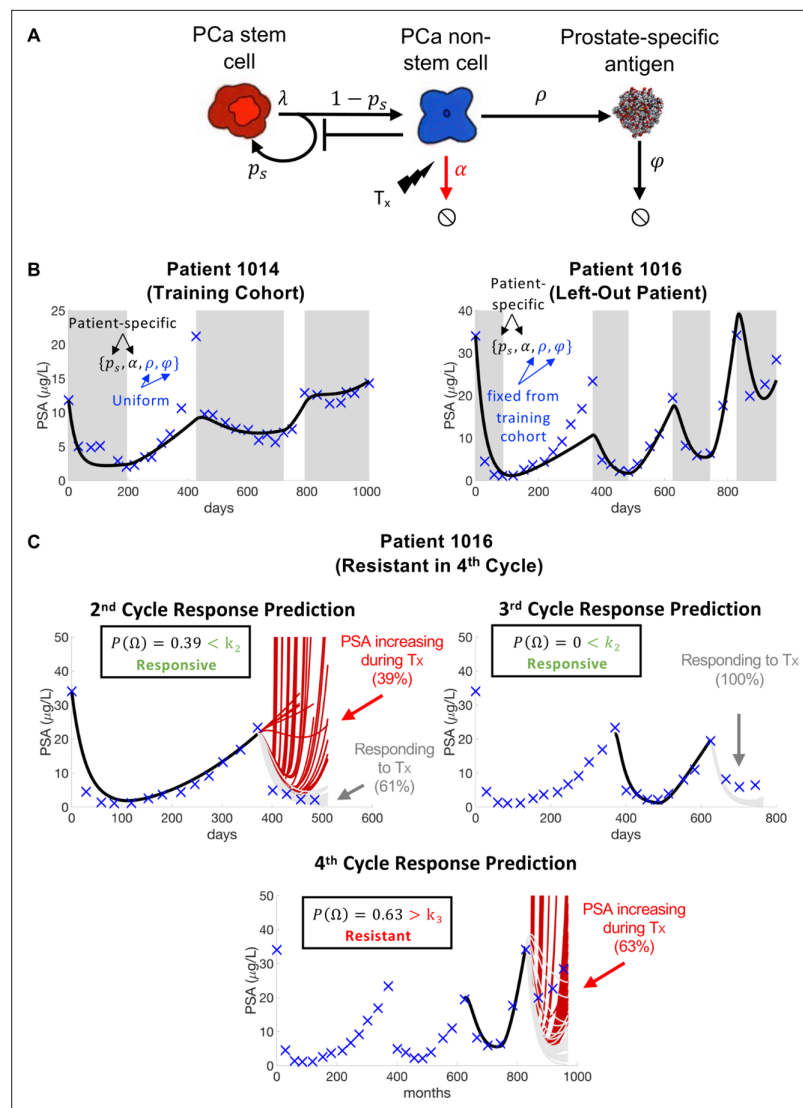 A
PCa stem
cell
PCa non-
stem cell
Prostate-specific
antigen
λ
1 − pₛ
ρ
pₛ
Tₓ
α
φ
B
Patient 1014
(Training Cohort)
Patient-specific
{pₛ, α, ρ, φ}
Uniform
PSA (μg/L)
25
20
15
10
5
0
0 200 400 600 800 1000
days
Patient 1016
(Left-Out Patient)
Patient-
specific
{pₛ, α, ρ, φ}
fixed from
training
cohort
PSA (μg/L)
40
30
20
10
0
0 200 400 600 800
days
C
Patient 1016
(Resistant in 4th Cycle)
2nd Cycle Response Prediction
P(Ω) = 0.39 < k₂
Responsive
PSA increasing
during Tx
(39%)
Responding
to Tx
(61%)
PSA (μg/L)
50
40
30
20
10
0
0 100 200 300 400 500 600
days
3rd Cycle Response Prediction
P(Ω) = 0 < k₂
Responsive
Responding to Tx
(100%)
PSA (μg/L)
50
40
30
20
10
0
0 200 400 600 800
days
4th Cycle Response Prediction
P(Ω) = 0.63 > k₃
Resistant
PSA increasing
during Tx
(63%)
PSA (μg/L)
50
40
30
20
10
0
0 200 400 600 800 1000
months